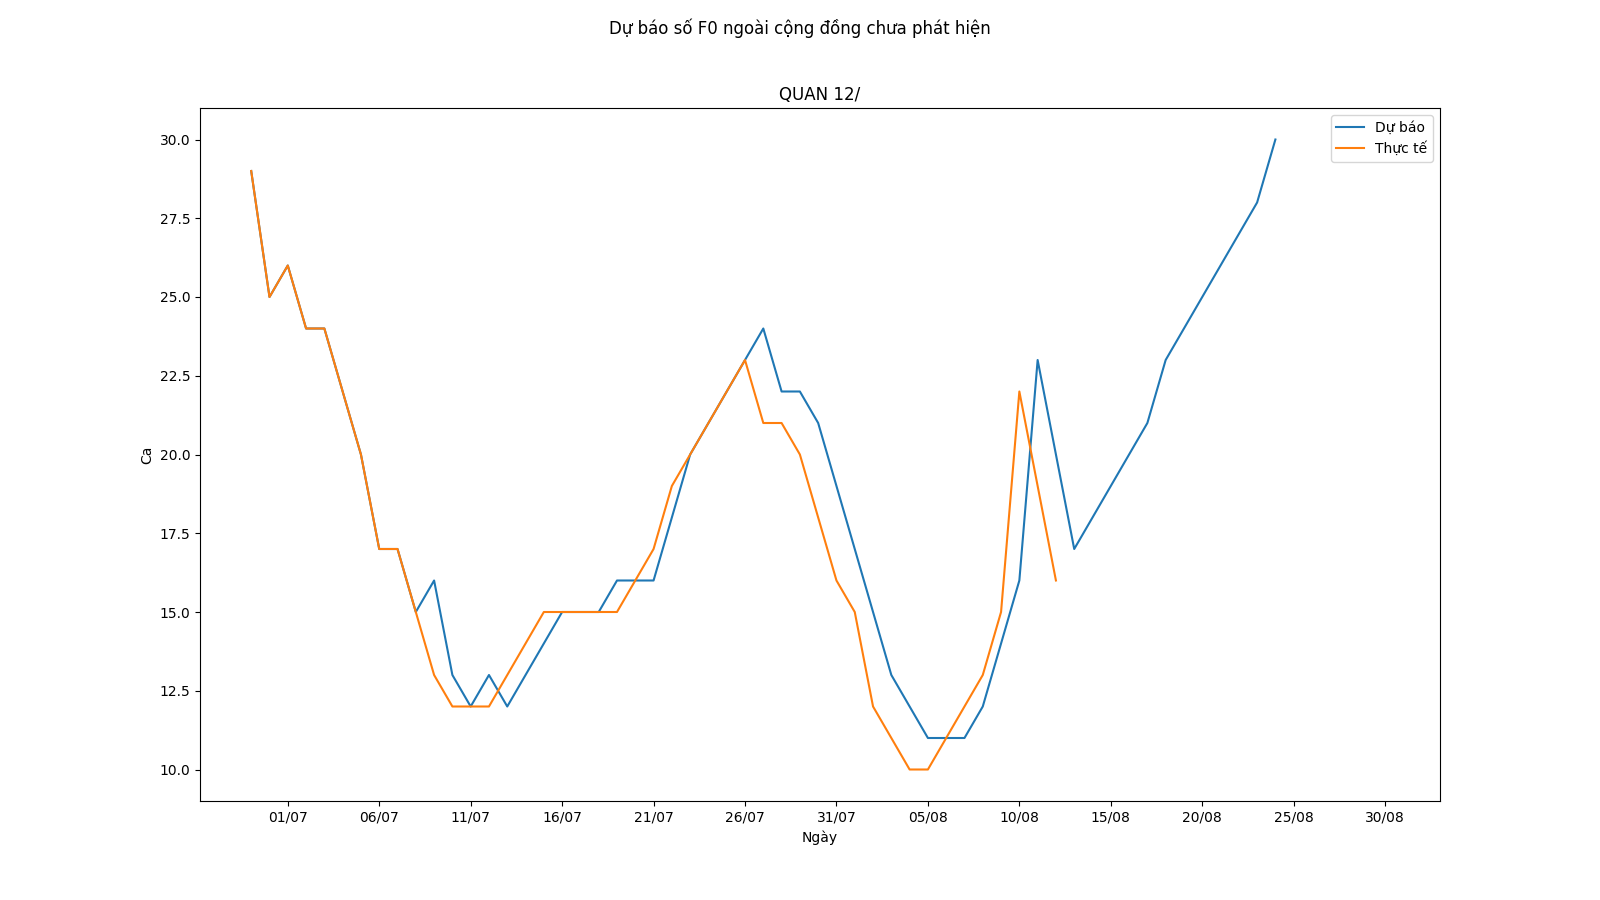 Dự báo số F0 ngoài cộng đồng chưa phát hiện
QUAN 12/
Dự báo
Thực tế
Ca
30.0
27.5
25.0
22.5
20.0
17.5
15.0
12.5
10.0
01/07 06/07 11/07 16/07 21/07 26/07 31/07 05/08 10/08 15/08 20/08 25/08 30/08
Ngày